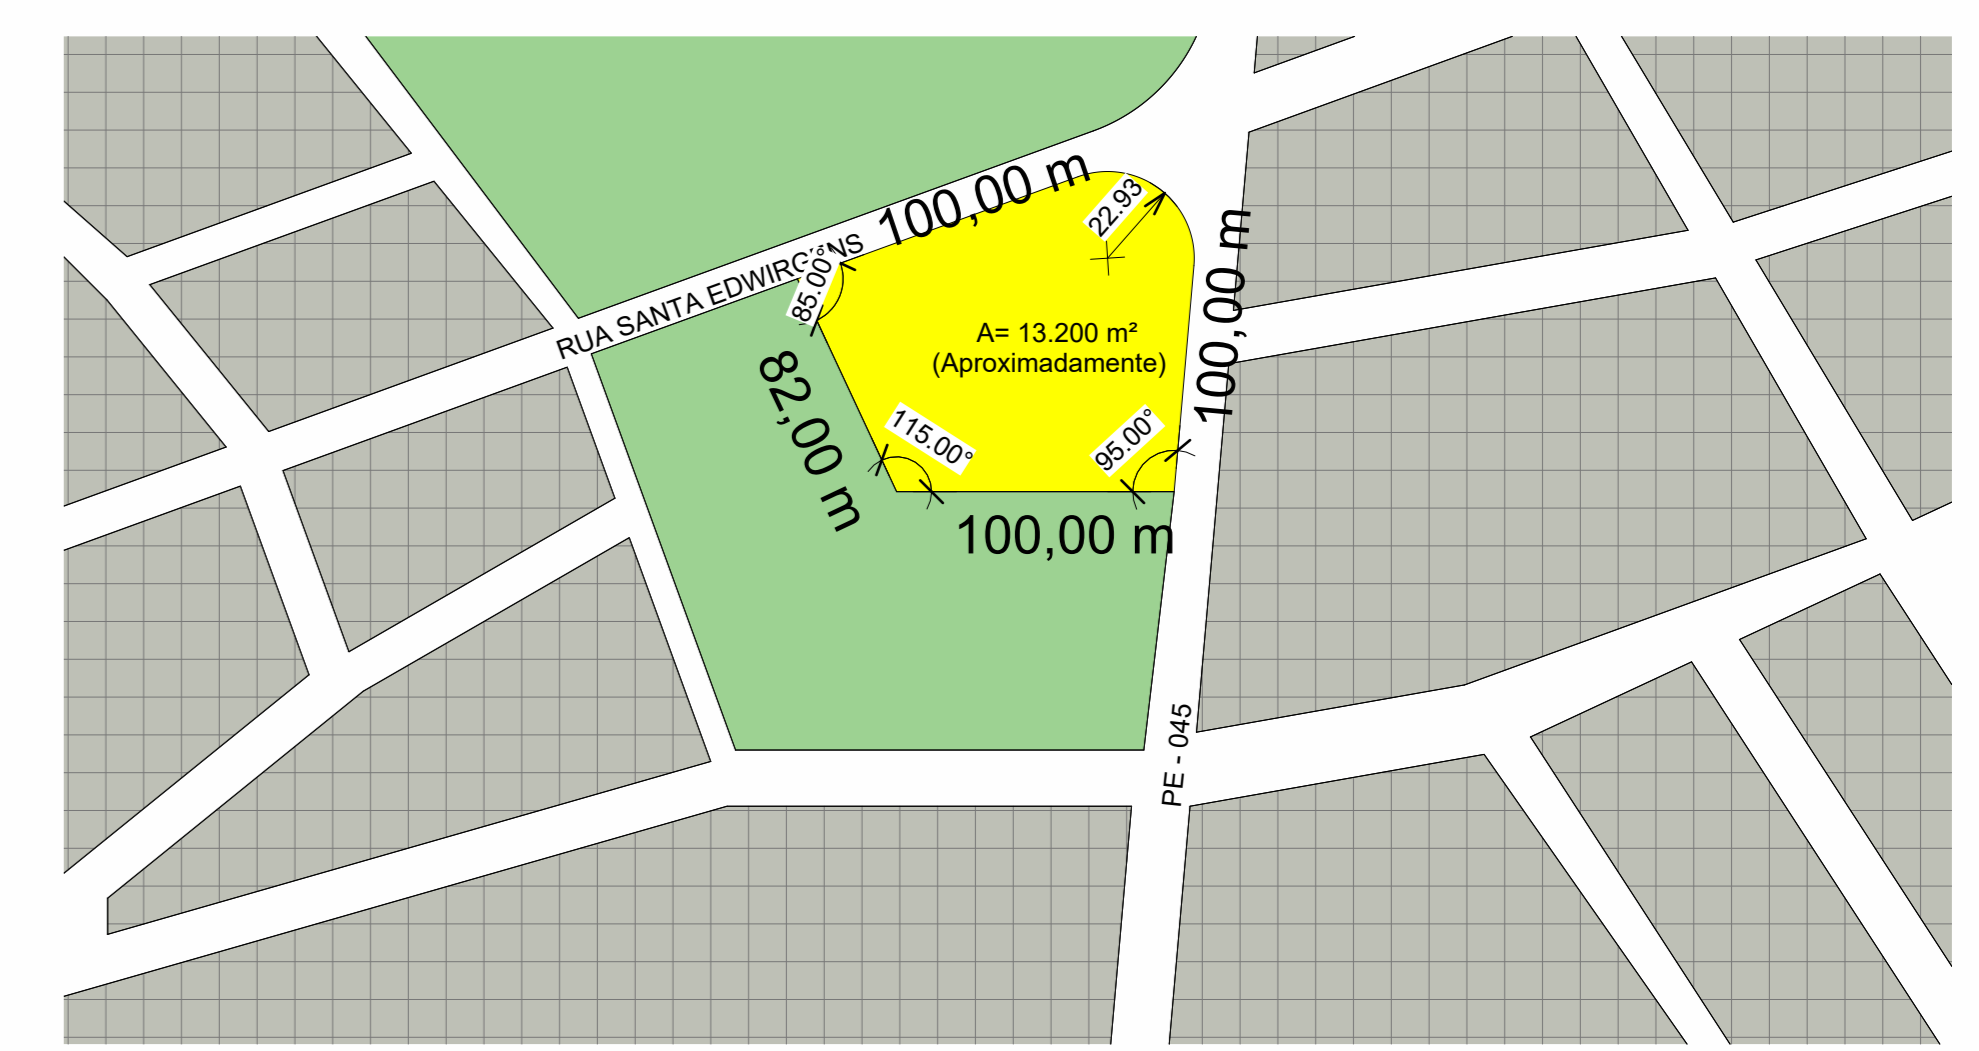 100,00 m
22.93
RUA SANTA EDWIRGENS
85.00°
100,00 m
A= 13.200 m²
(Aproximadamente)
82,00 m
115.00°
95.00°
100,00 m
PE - 045